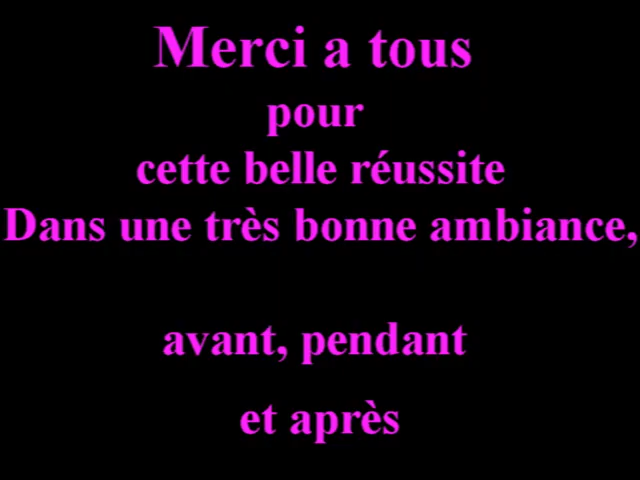 Merci a tous
pour
cette belle réussite
Dans une très bonne ambiance,
avant, pendant
et après